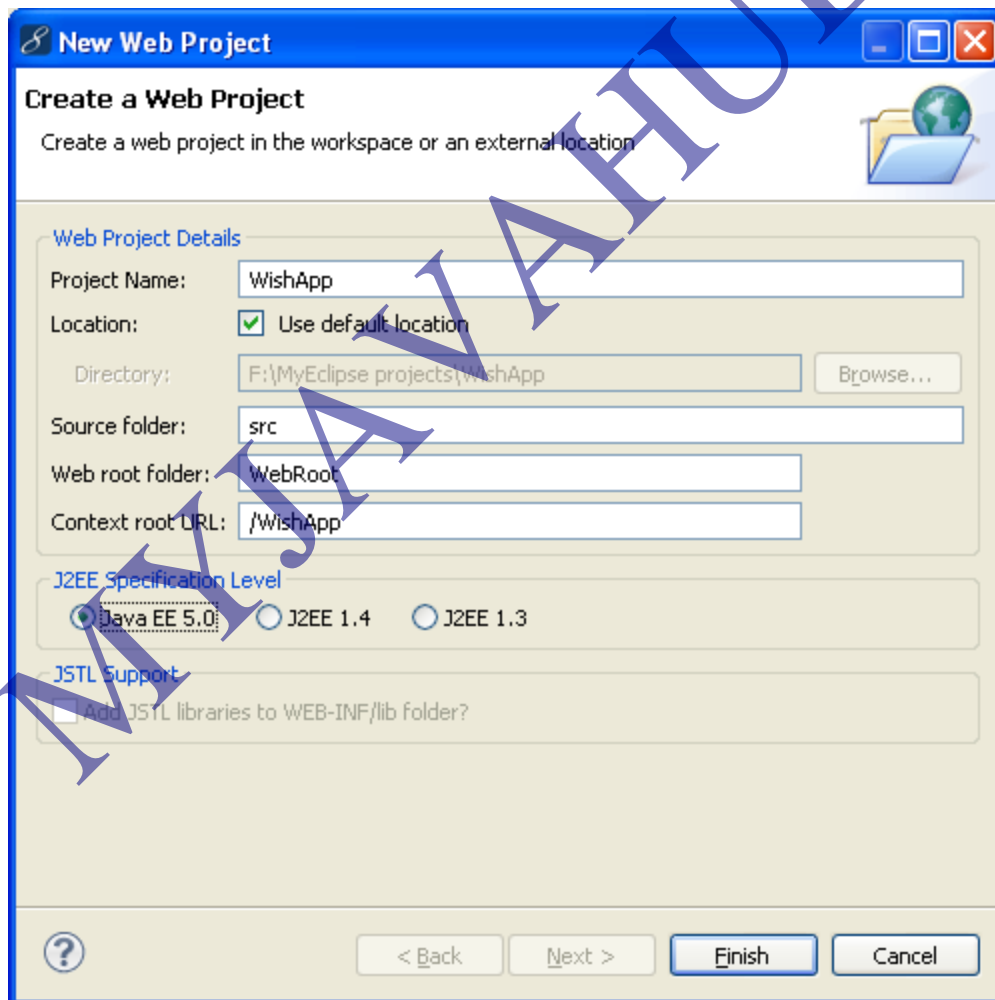 New Web Project
Create a Web Project
Create a web project in the workspace or an external location
Web Project Details
Project Name: WishApp
Location: Use default location
Directory: F:\MyEclipse projects\WishApp Browse...
Source folder: src
Web root folder: WebRoot
Context root URL: /WishApp
J2EE Specification Level
Java EE 5.0 J2EE 1.4 J2EE 1.3
JSTL Support
Add JSTL libraries to WEB-INF/lib folder?
? < Back Next > Finish Cancel